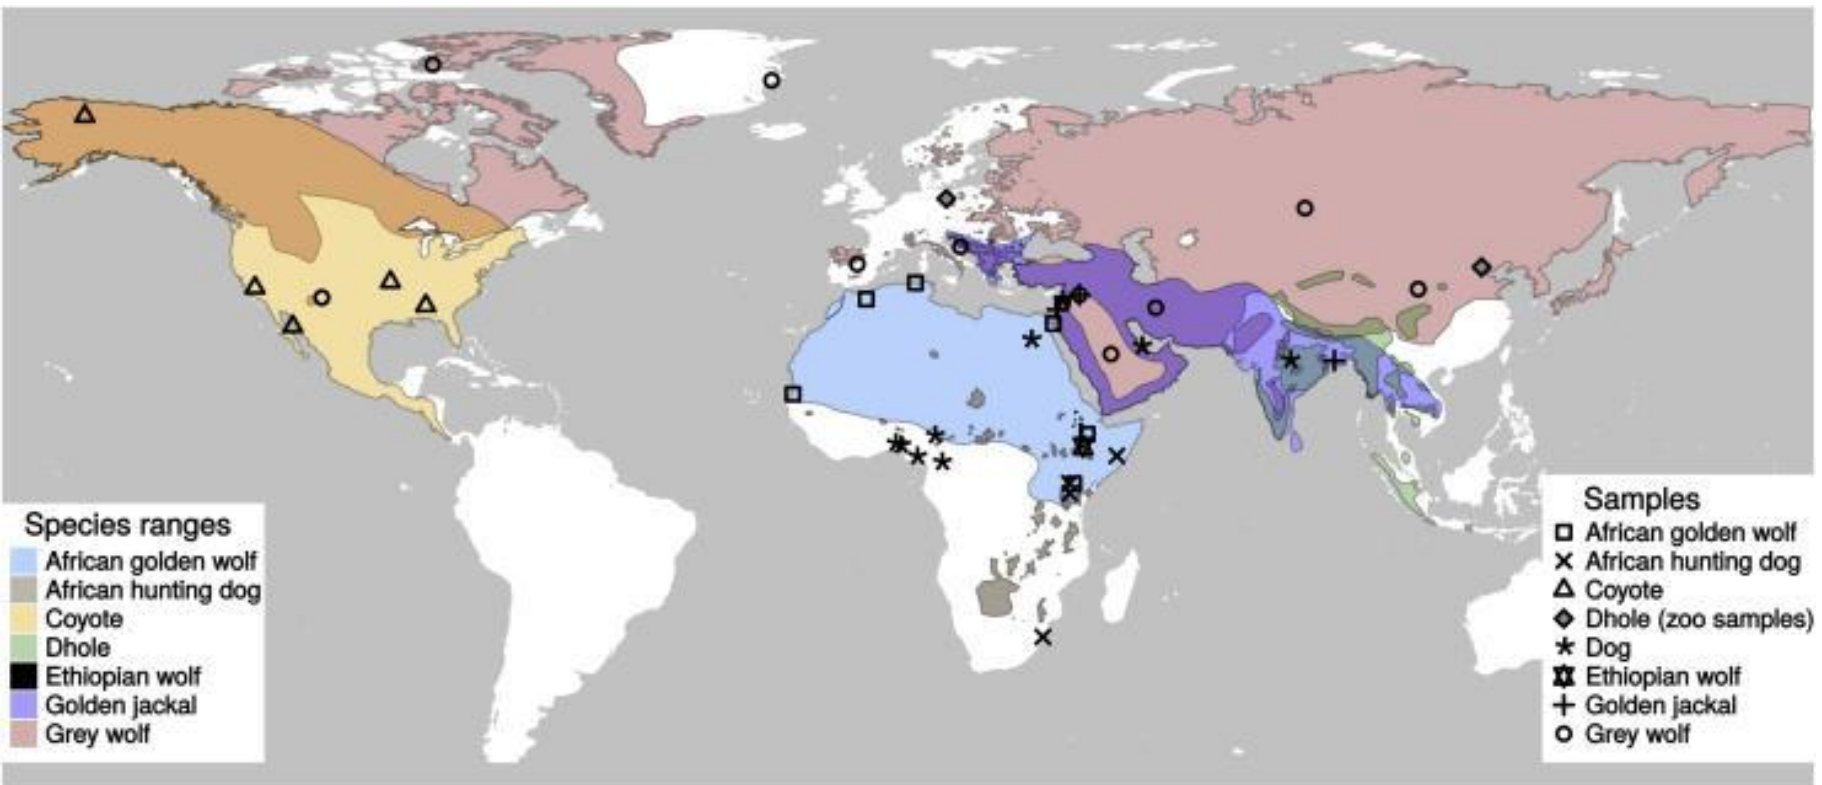 Species ranges
African golden wolf
African hunting dog
Coyote
Dhole
Ethiopian wolf
Golden jackal
Grey wolf
Samples
African golden wolf
African hunting dog
Coyote
Dhole (zoo samples)
Dog
Ethiopian wolf
Golden jackal
Grey wolf